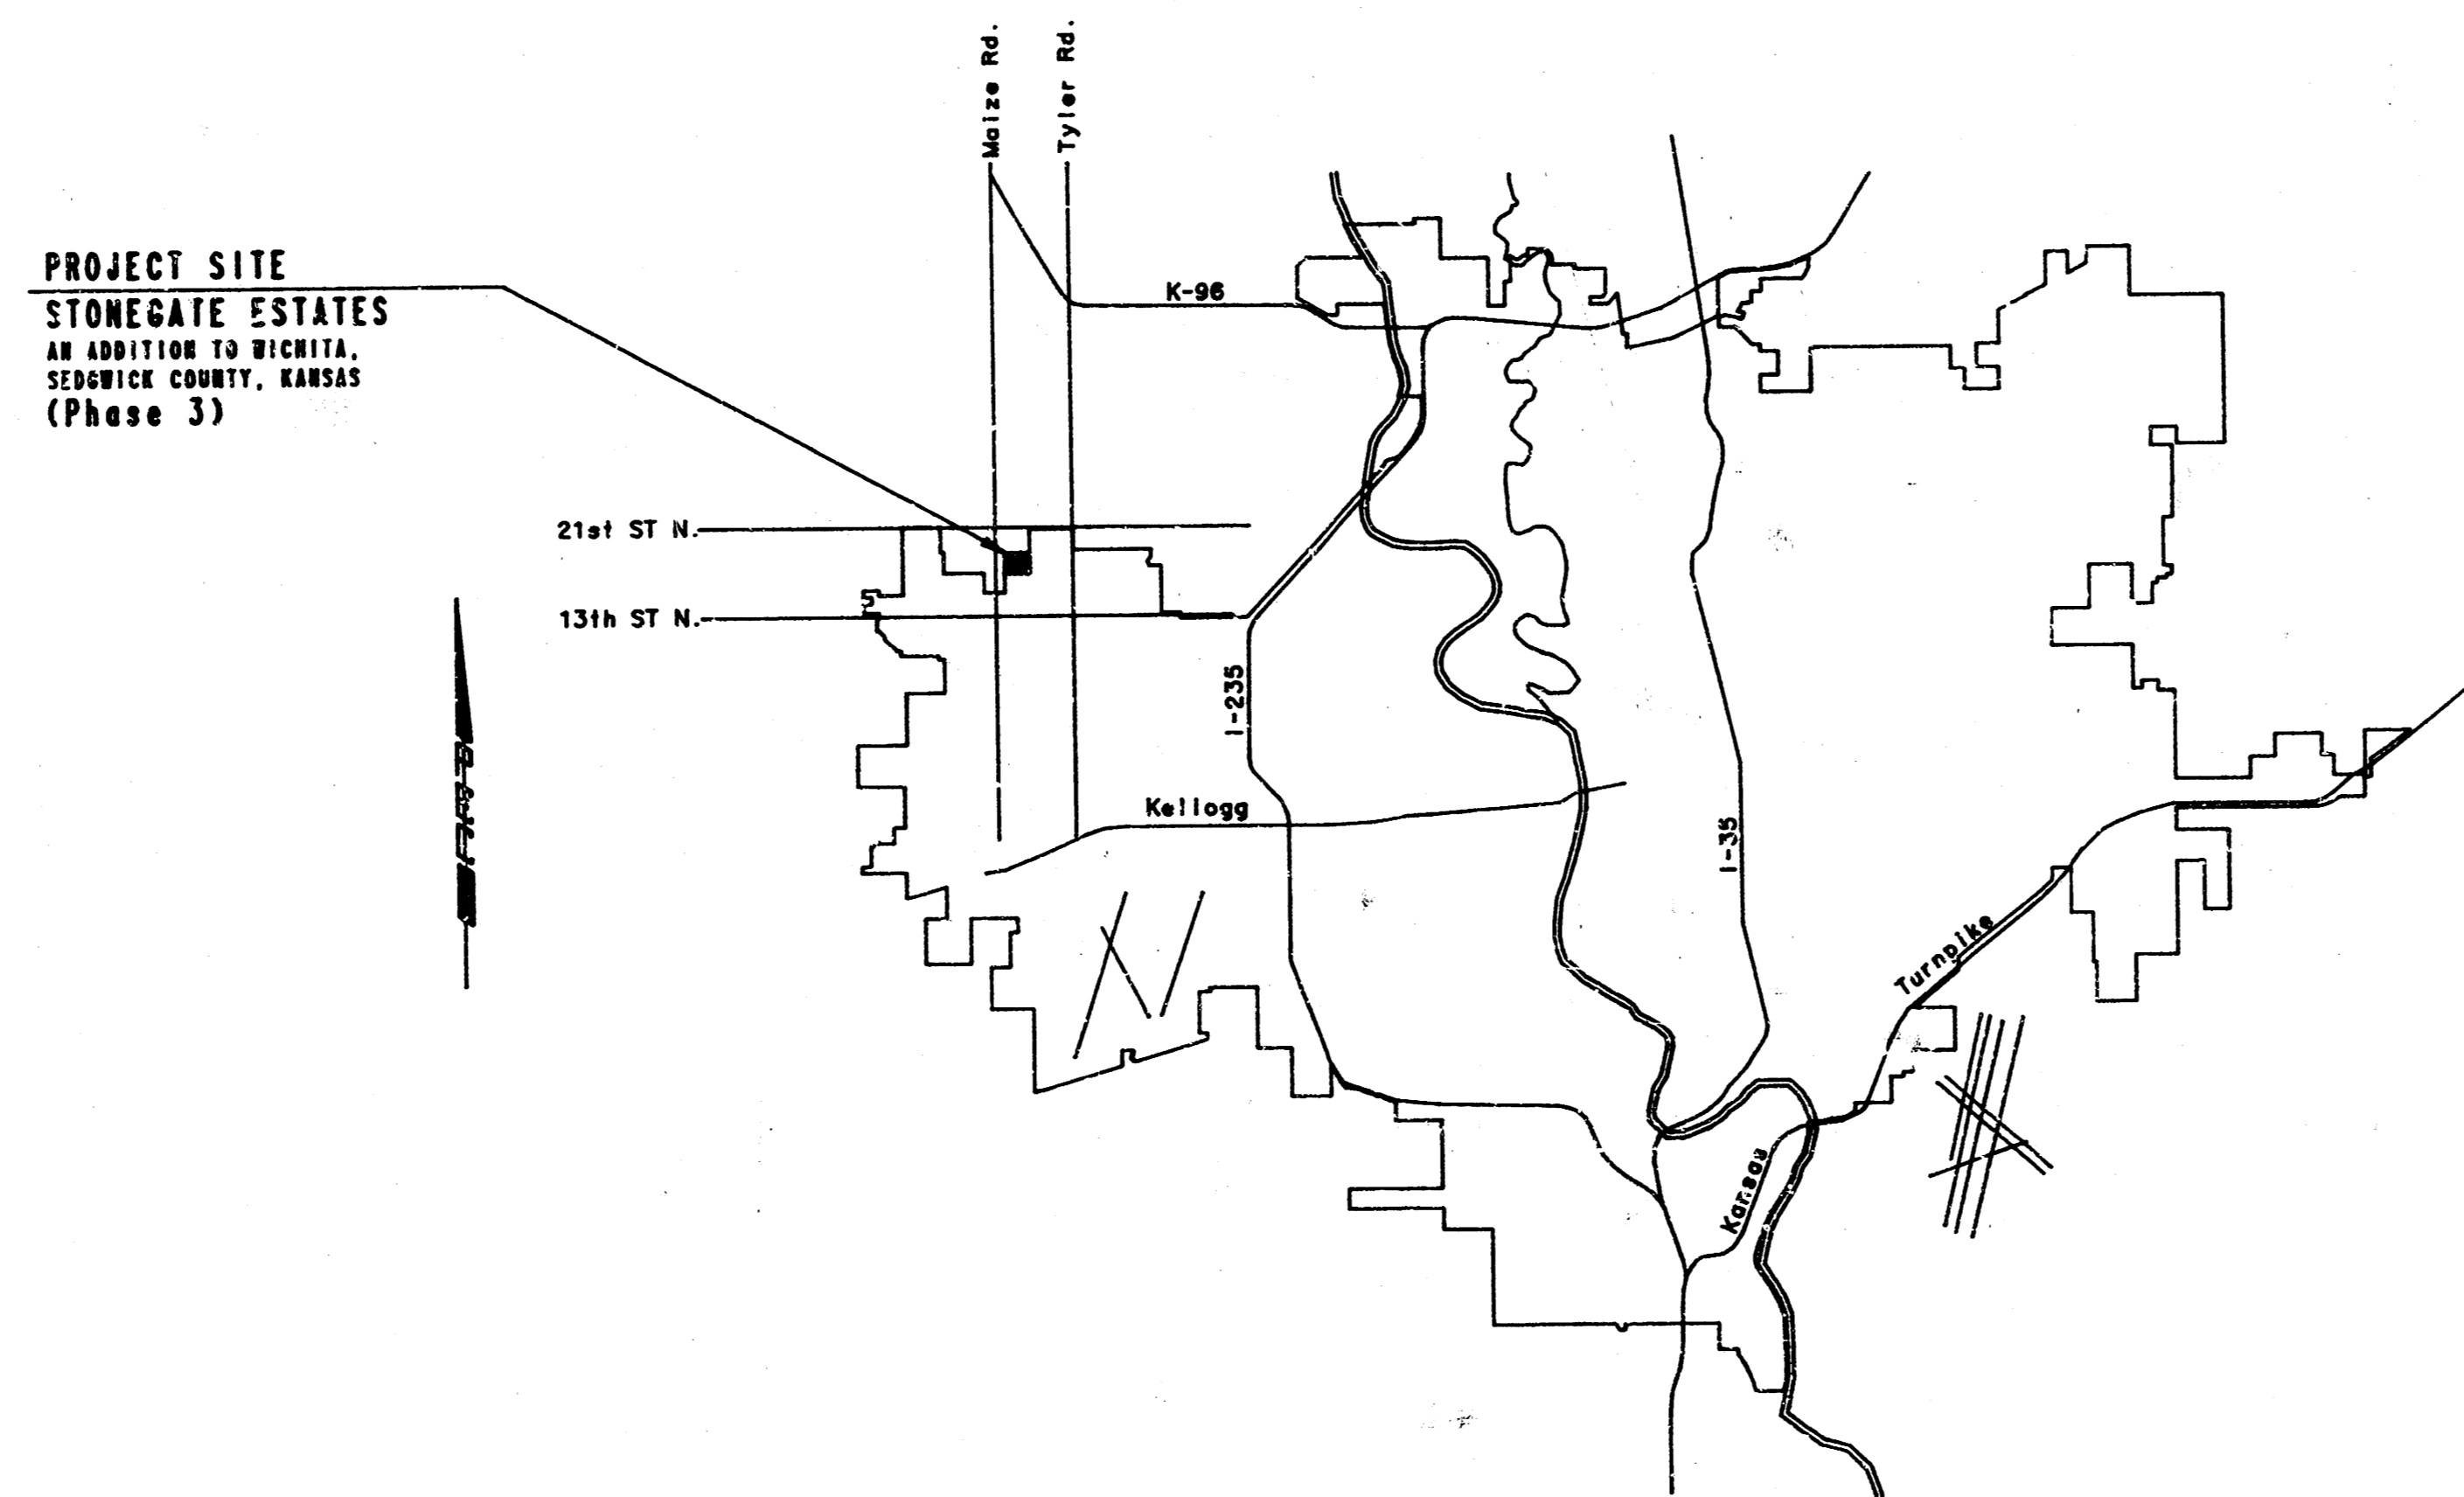 Maize Rd.
Tyler Rd.
PROJECT SITE
STONEGATE ESTATES
AN ADDITION TO WICHITA,
SEDGWICK COUNTY, KANSAS
(Phase 3)
K-96
21st ST N.
13th ST N.
I-235
Kellogg
I-35
Turnpike
Kansas